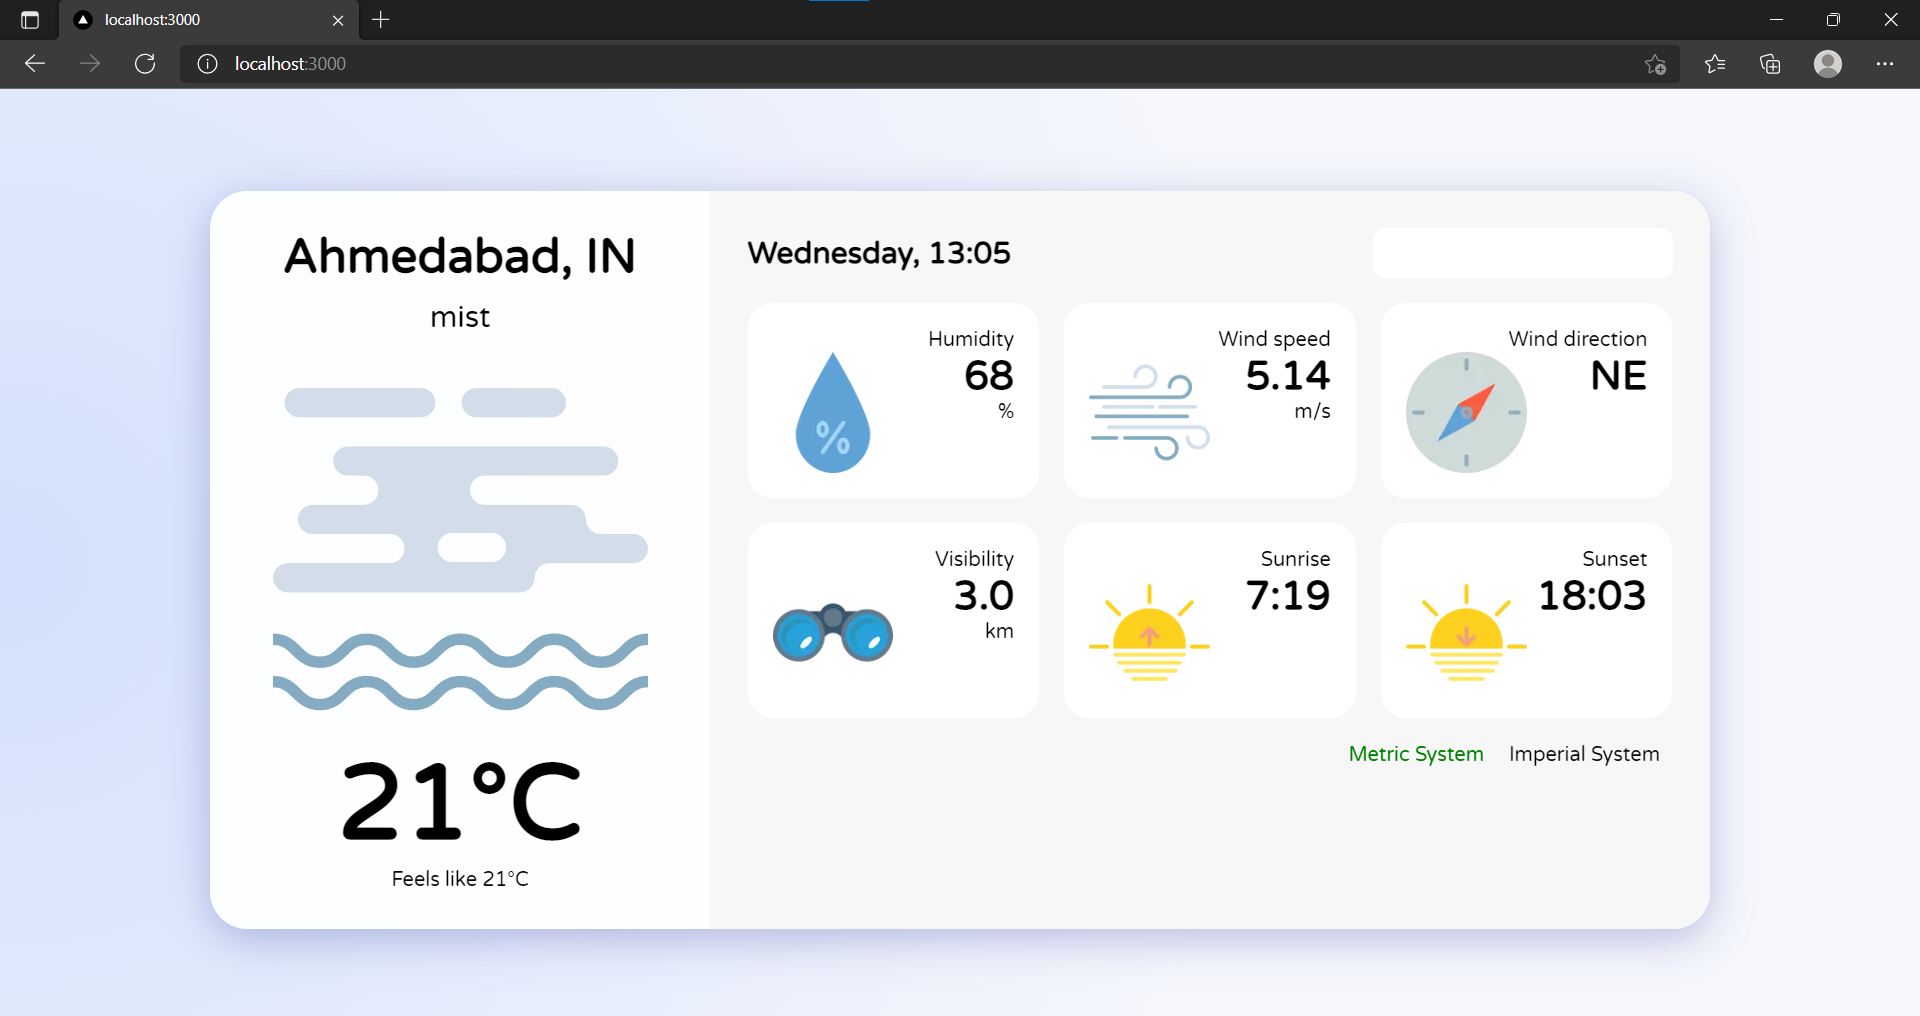 localhost:3000
localhost:3000
Ahmedabad, IN
mist
21°C
Feels like 21°C
Wednesday, 13:05
Humidity
68
%
%
Wind speed
5.14
m/s
Wind direction
NE
Visibility
3.0
km
Sunrise
7:19
Sunset
18:03
Metric System Imperial System